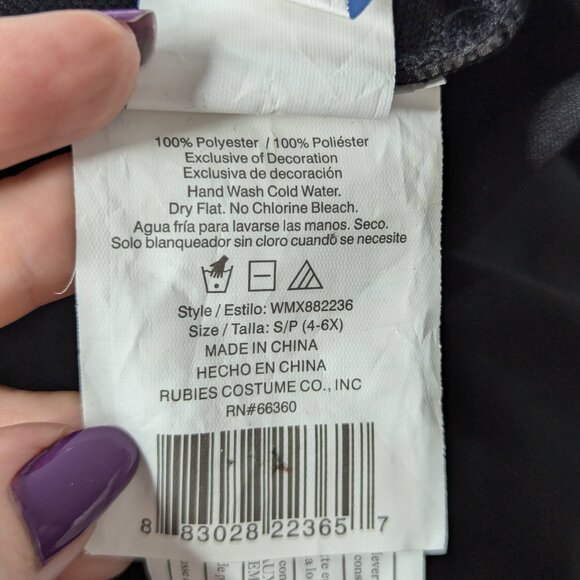 100% Polyester / 100% Poliéster
Exclusive of Decoration
Exclusiva de decoración
Hand Wash Cold Water.
Dry Flat. No Chlorine Bleach.
Agua fría para lavarse las manos. Seco.
Solo blanqueador sin cloro cuando se necesite
Style / Estilo: WMX882236
Size / Talla: S/P (4-6X)
MADE IN CHINA
HECHO EN CHINA
RUBIES COSTUME CO., INC
RN#66360
8 83028 22365 7